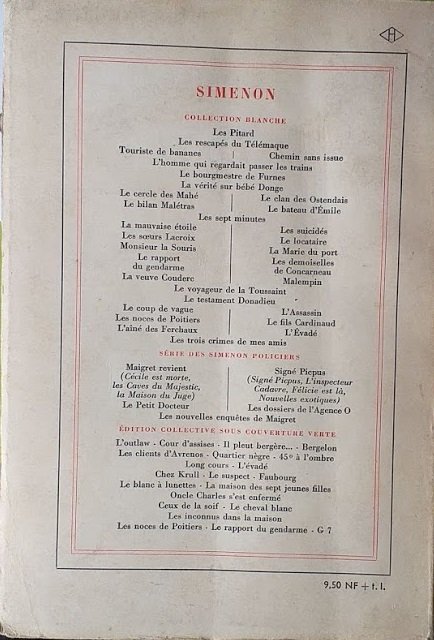 H
SIMENON
COLLECTION BLANCHE
Les Pitard
Les rescapés du Télémaque
Touriste de bananes | Chemin sans issue
L'homme qui regardait passer les trains
Le bourgmestre de Furnes
La vérité sur bébé Donge
Le cercle des Mahé | Le clan des Ostendais
Le bilan Malétras | Le bateau d'Émile
Les sept minutes
La mauvaise étoile | Les suicidés
Les sœurs Lacroix | Le locataire
Monsieur la Souris | La Marie du port
Le rapport | Les demoiselles
du gendarme | de Concarneau
La veuve Couderc | Malempin
Le voyageur de la Toussaint
Le testament Donadieu
Le coup de vague | L'Assassin
Les noces de Poitiers | Le fils Cardinaud
L'aîné des Ferchaux | L'Évadé
Les trois crimes de mes amis
SÉRIE DES SIMENON POLICIERS
Maigret revient | Signé Picpus
(Cécile est morte, | (Signé Picpus, L'inspecteur
les Caves du Majestic, | Cadavre, Félicie est là,
la Maison du Juge) | Nouvelles exotiques)
Le Petit Docteur | Les dossiers de l'Agence O
Les nouvelles enquêtes de Maigret
ÉDITION COLLECTIVE SOUS COUVERTURE VERTE
L'outlaw - Cour d'assises - Il pleut bergère... - Bergelon
Les clients d'Avrenos - Quartier nègre - 45º à l'ombre
Long cours - L'évadé
Chez Krull - Le suspect - Faubourg
Le blanc à lunettes - La maison des sept jeunes filles
Oncle Charles s'est enfermé
Ceux de la soif - Le cheval blanc
Les inconnus dans la maison
Les noces de Poitiers - Le rapport du gendarme - G 7
9,50 NF + t. l.